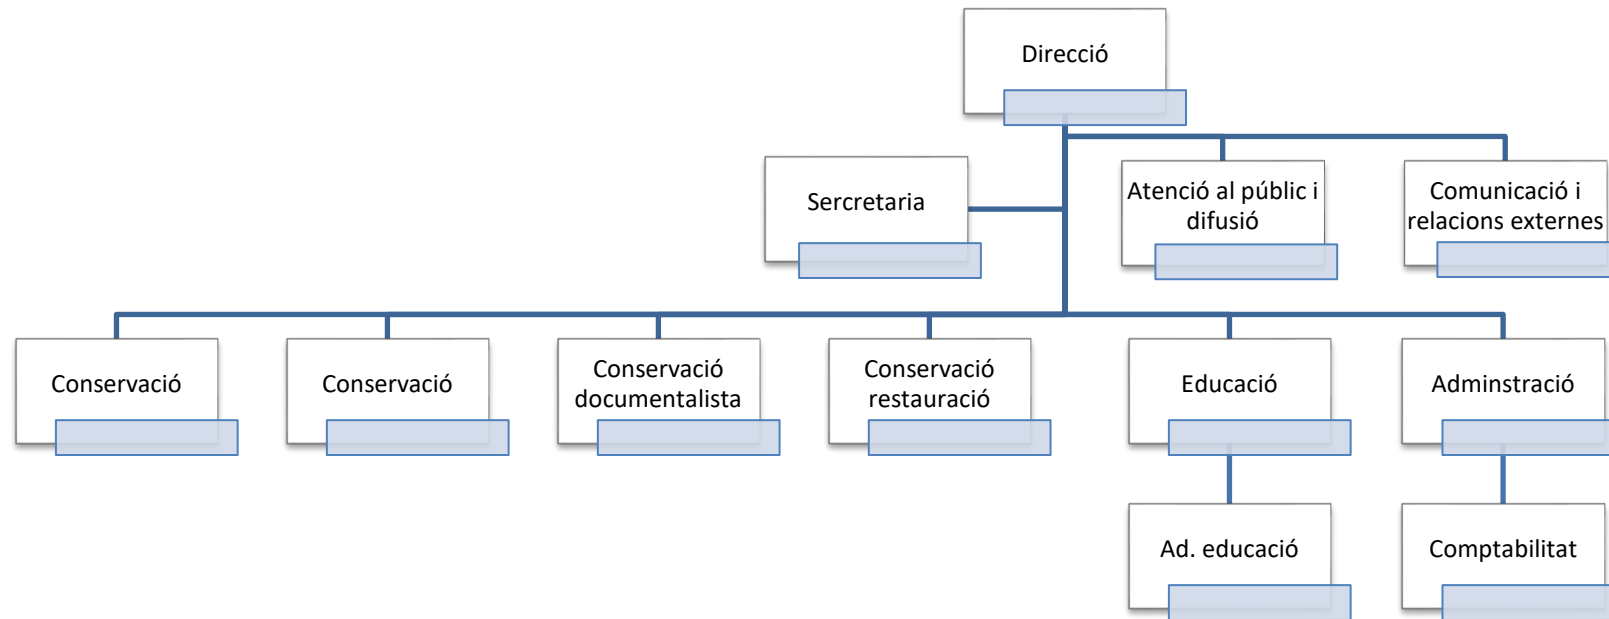 Direcció
Sercretaria
Atenció al públic i
difusió
Comunicació i
relacions externes
Conservació
Conservació
Conservació
documentalista
Conservació
restauració
Educació
Adminstració
Ad. educació
Comptabilitat